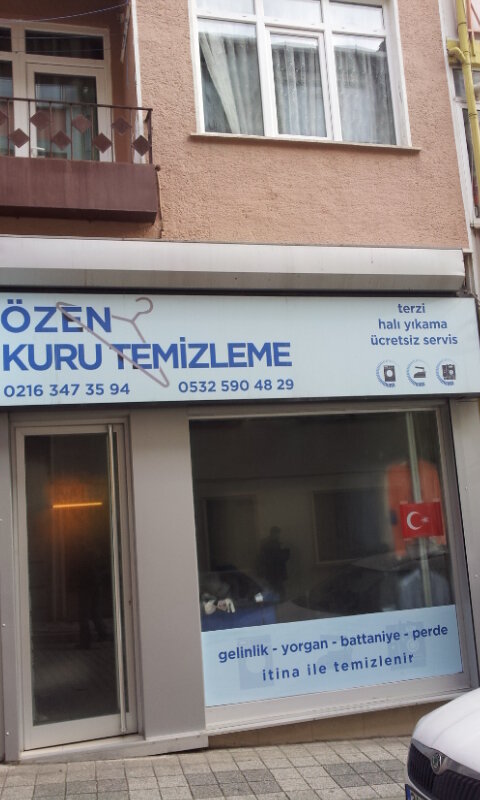 ÖZEN
KURU TEMİZLEME
0216 347 35 94 0532 590 48 29
terzi
halı yıkama
ücretsiz servis
gelinlik - yorgan - battaniye - perde
itina ile temizlenir